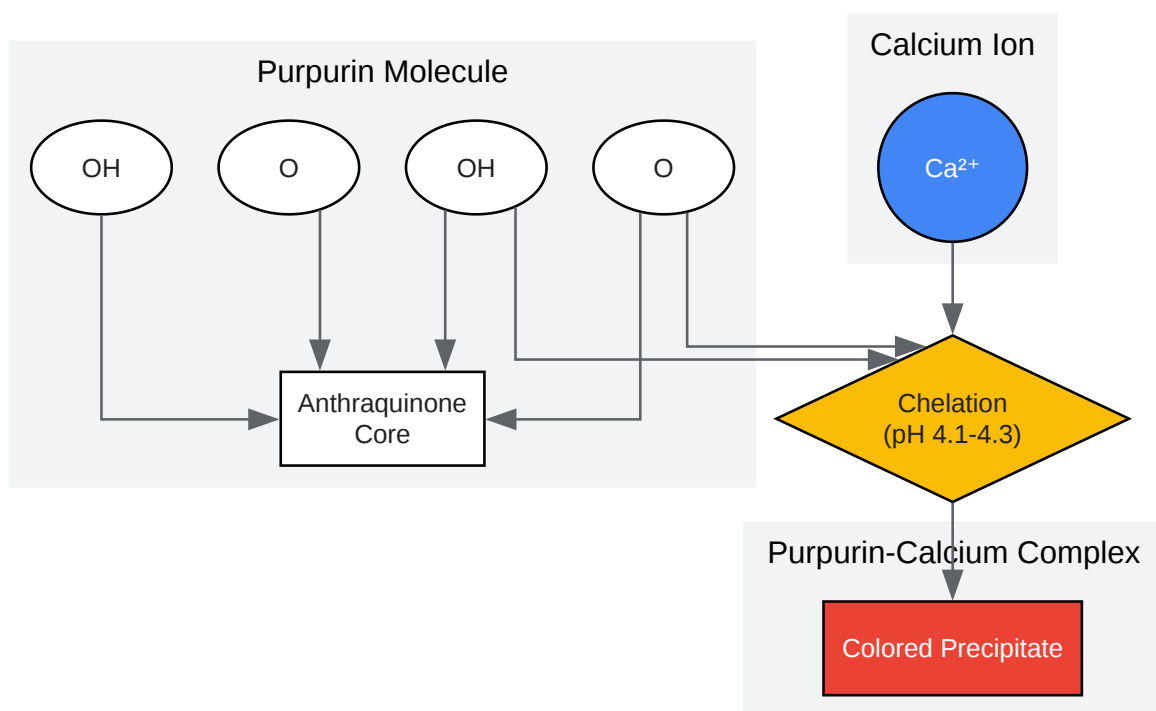 Calcium Ion
Purpurin Molecule
OH
O
OH
O
Ca²⁺
Anthraquinone
Core
Chelation
(pH 4.1-4.3)
Purpurin-Calcium Complex
Colored Precipitate